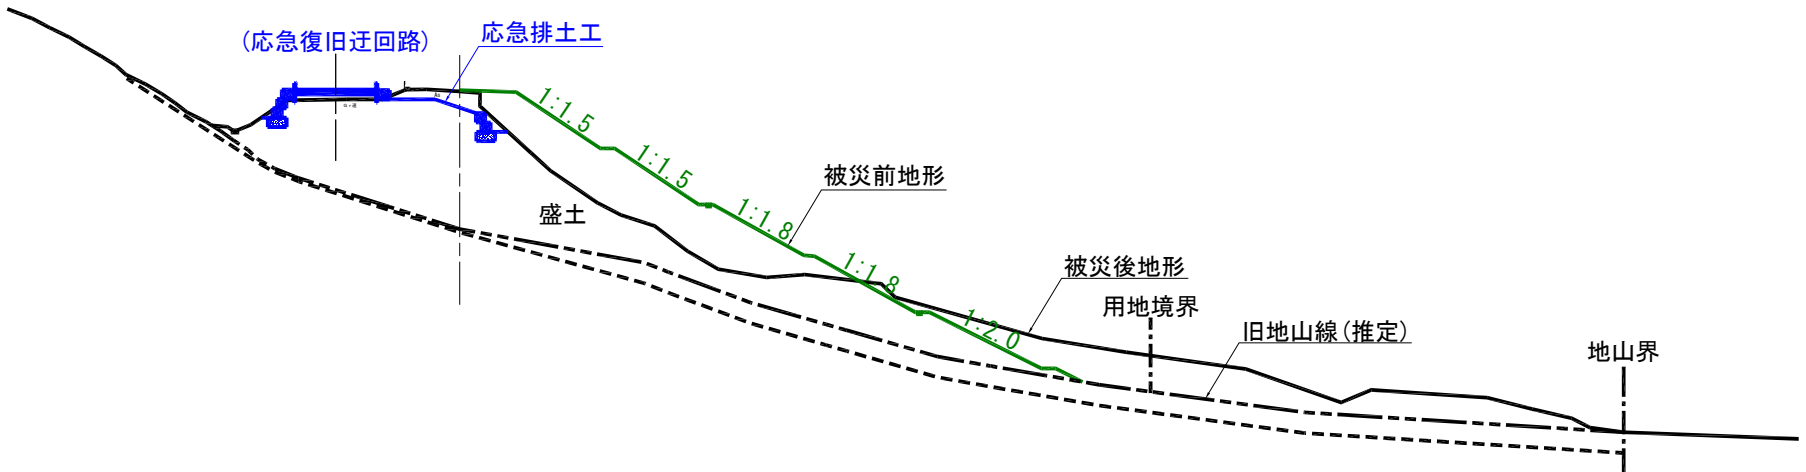 (応急復旧迂回路)
応急排土工
1:1.5
1:1.5
被災前地形
1:1.8
盛土
1:1.8
被災後地形
用地境界
1:2.0
旧地山線(推定)
地山界